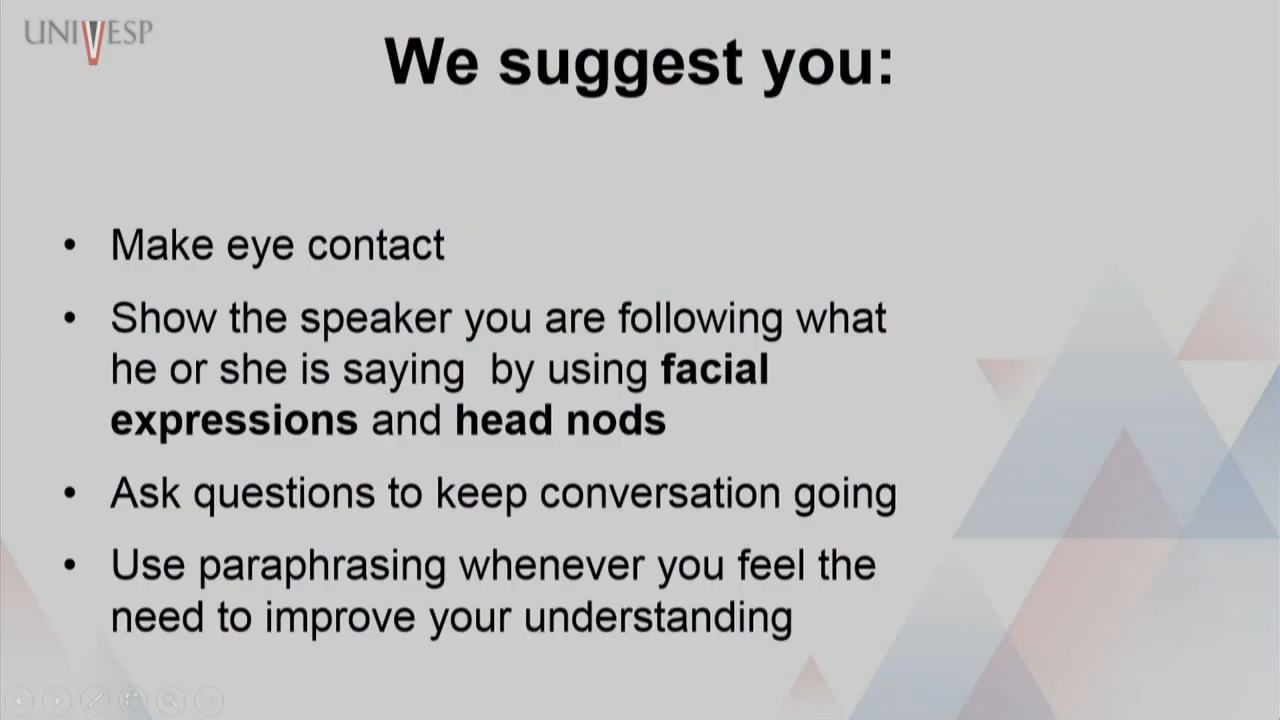 UNIVESP
We suggest you:
• Make eye contact
• Show the speaker you are following what
he or she is saying by using facial
expressions and head nods
• Ask questions to keep conversation going
• Use paraphrasing whenever you feel the
need to improve your understanding